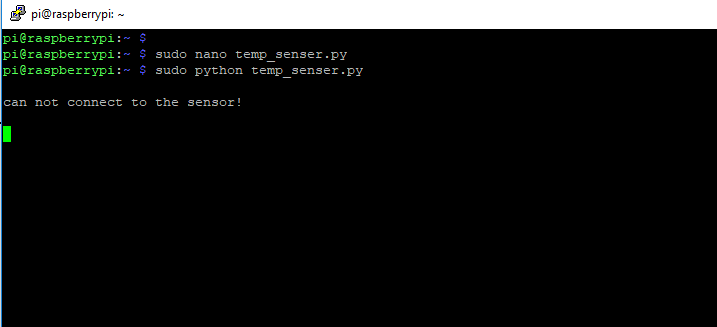 pi@raspberrypi: ~
pi@raspberrypi:~ $
pi@raspberrypi:~ $ sudo nano temp_senser.py
pi@raspberrypi:~ $ sudo python temp_senser.py
can not connect to the sensor!